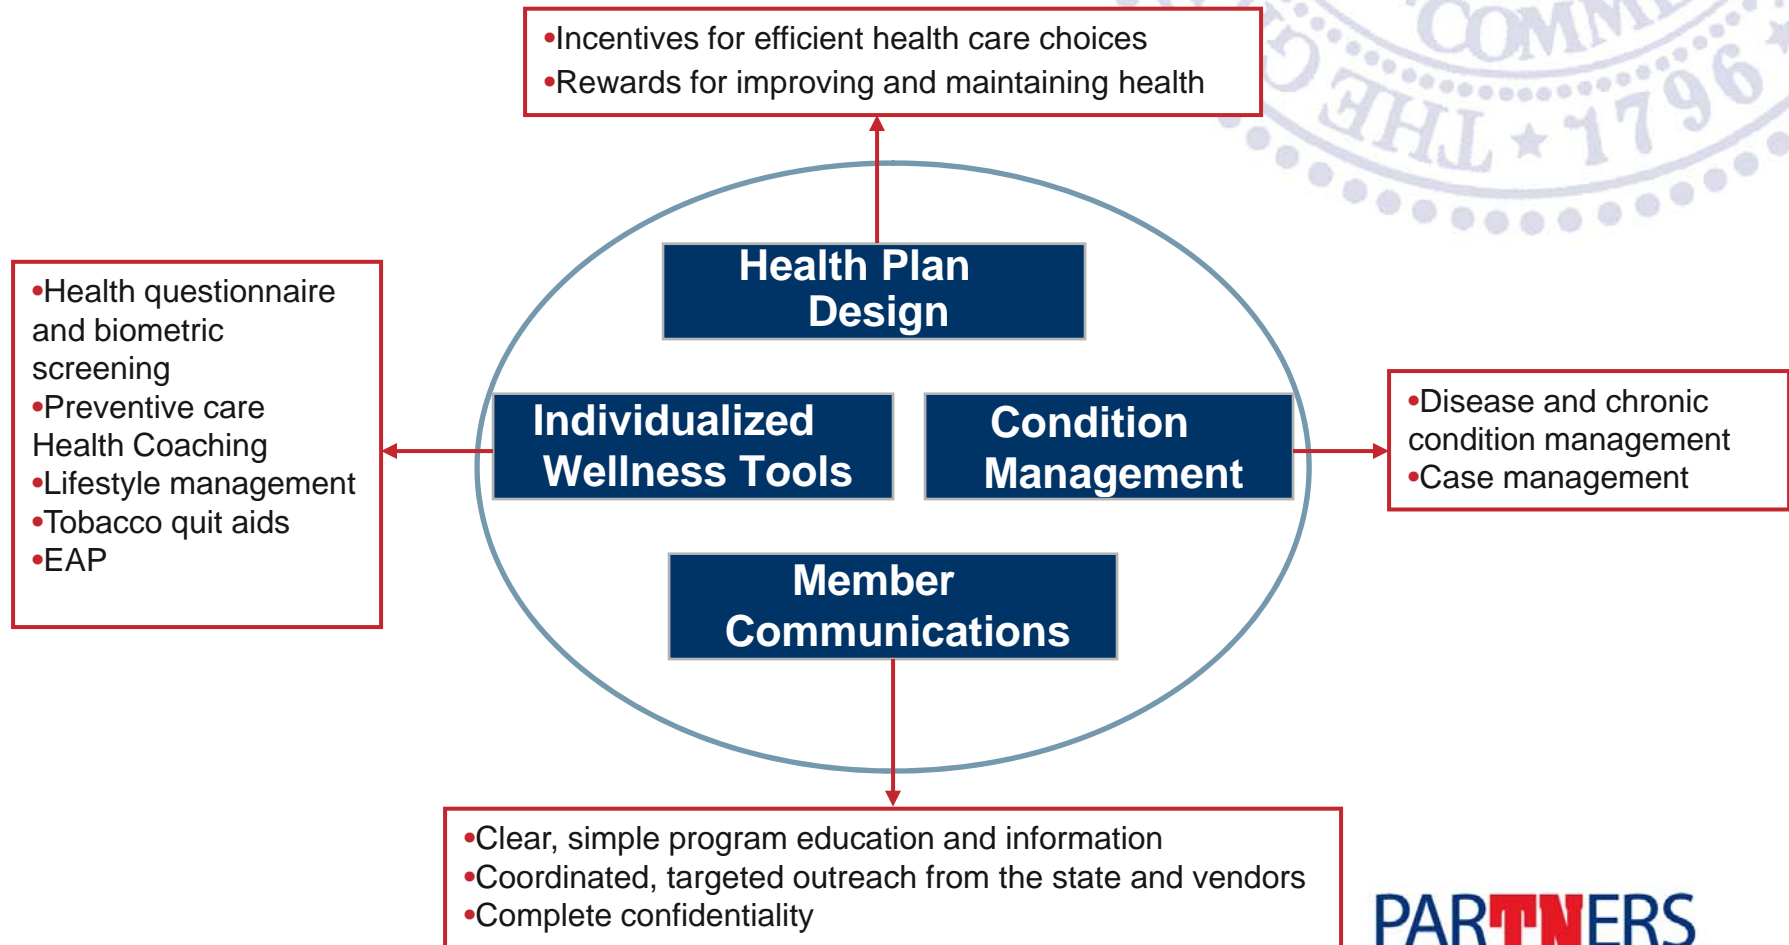 •Incentives for efficient health care choices
•Rewards for improving and maintaining health
COMM
THE
★ 1796 ★
Health Plan
Design
•Health questionnaire
and biometric
screening
•Preventive care
Health Coaching
•Lifestyle management
•Tobacco quit aids
•EAP
Individualized
Wellness Tools
Condition
Management
•Disease and chronic
condition management
•Case management
Member
Communications
•Clear, simple program education and information
•Coordinated, targeted outreach from the state and vendors
•Complete confidentiality
PARTNERS